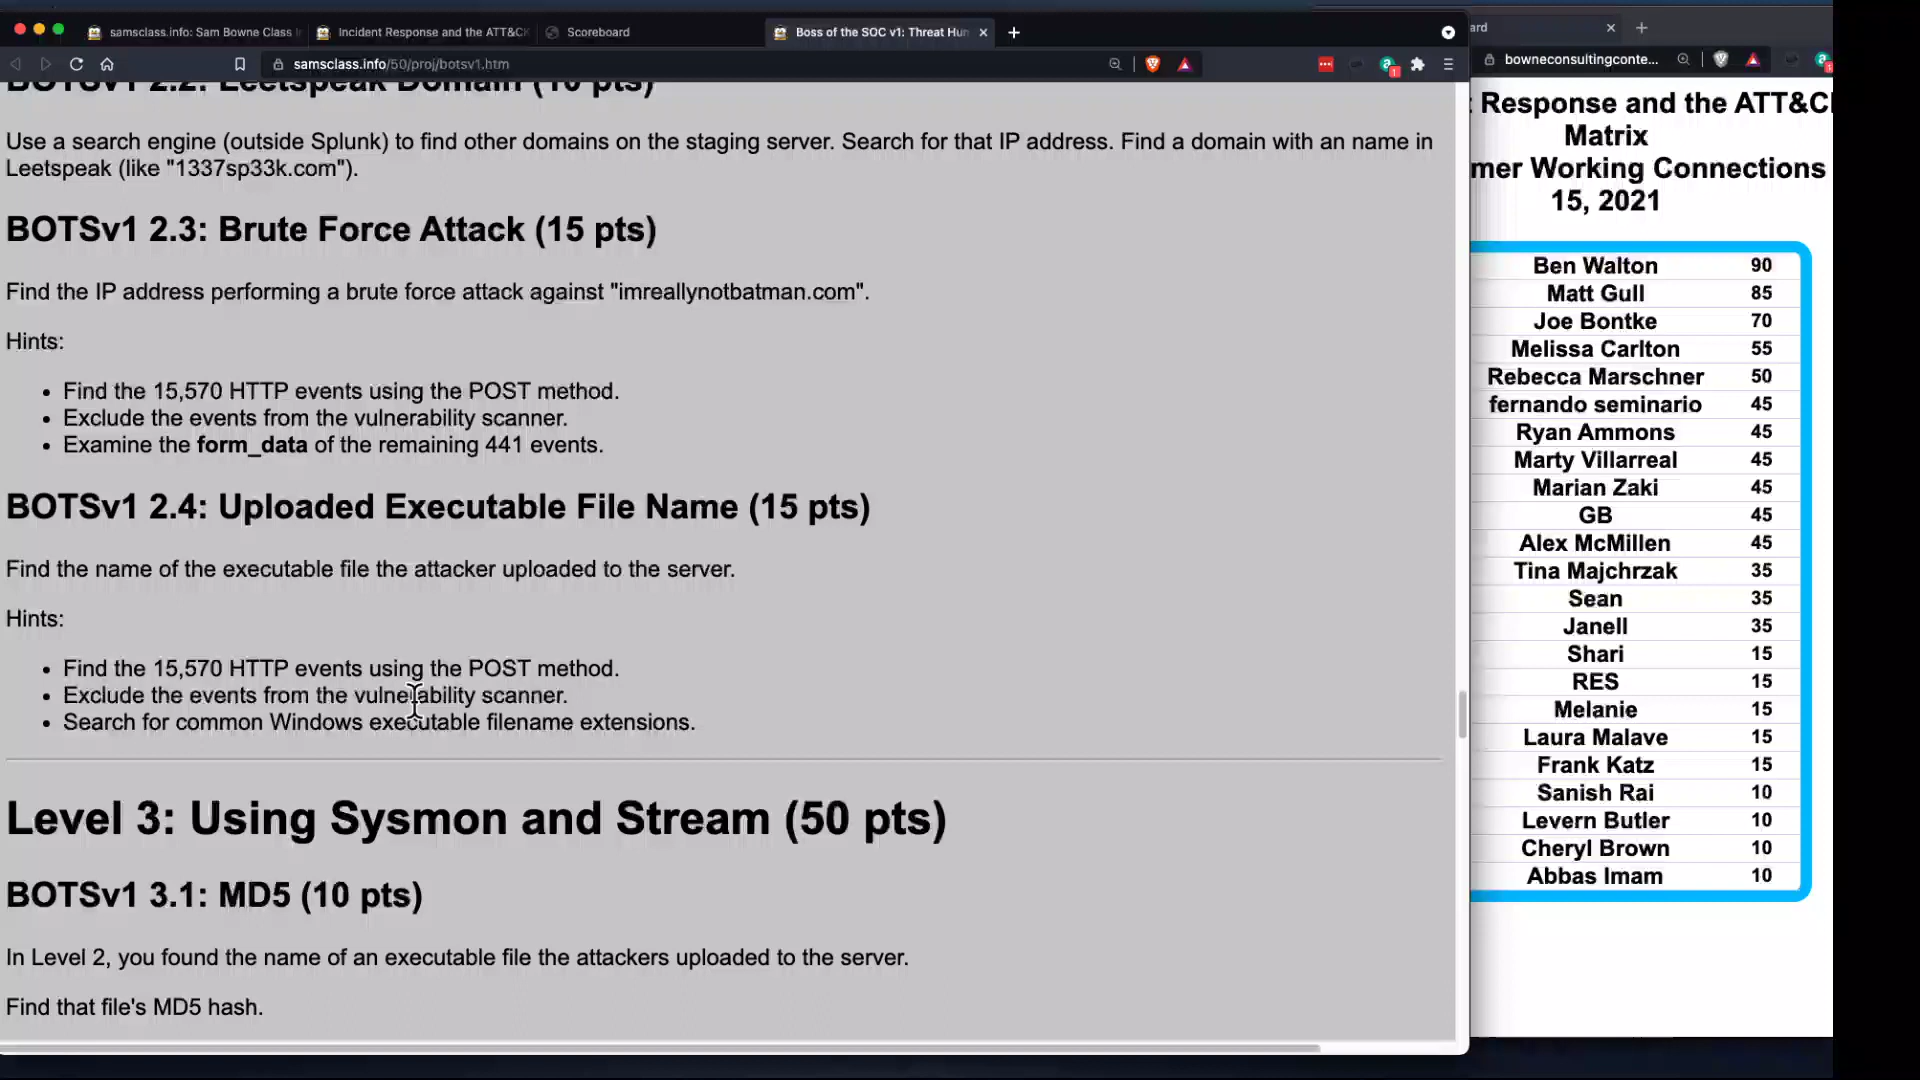 samsclass.info: Sam Bowne Class
Incident Response and the ATT&CK
Scoreboard
Boss of the SOC v1: Threat Hun
samsclass.info/50/proj/botsv1.htm
BOTSv1 2.2: Leetspeak Domain (10 pts)
Use a search engine (outside Splunk) to find other domains on the staging server. Search for that IP address. Find a domain with an name in
Leetspeak (like "1337sp33k.com").
BOTSv1 2.3: Brute Force Attack (15 pts)
Find the IP address performing a brute force attack against "imreallynotbatman.com".
Hints:
• Find the 15,570 HTTP events using the POST method.
• Exclude the events from the vulnerability scanner.
• Examine the form_data of the remaining 441 events.
BOTSv1 2.4: Uploaded Executable File Name (15 pts)
Find the name of the executable file the attacker uploaded to the server.
Hints:
• Find the 15,570 HTTP events using the POST method.
• Exclude the events from the vulnerability scanner.
• Search for common Windows executable filename extensions.
Level 3: Using Sysmon and Stream (50 pts)
BOTSv1 3.1: MD5 (10 pts)
In Level 2, you found the name of an executable file the attackers uploaded to the server.
Find that file's MD5 hash.
ard
bowneconsultingconte...
Response and the ATT&C
Matrix
mer Working Connections
15, 2021
Ben Walton 90
Matt Gull 85
Joe Bontke 70
Melissa Carlton 55
Rebecca Marschner 50
fernando seminario 45
Ryan Ammons 45
Marty Villarreal 45
Marian Zaki 45
GB 45
Alex McMillen 45
Tina Majchrzak 35
Sean 35
Janell 35
Shari 15
RES 15
Melanie 15
Laura Malave 15
Frank Katz 15
Sanish Rai 10
Levern Butler 10
Cheryl Brown 10
Abbas Imam 10